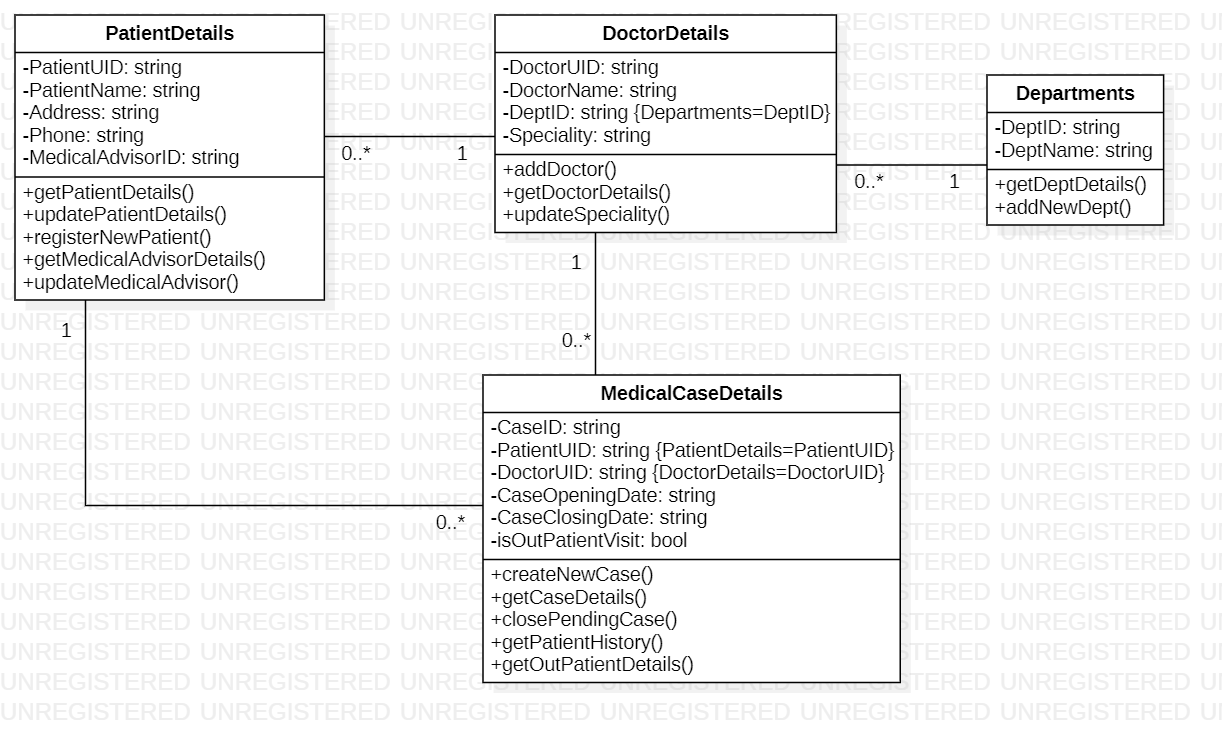 PatientDetails
-PatientUID: string
-PatientName: string
-Address: string
-Phone: string
-MedicalAdvisorID: string
+getPatientDetails()
+updatePatientDetails()
+registerNewPatient()
+getMedicalAdvisorDetails()
+updateMedicalAdvisor()
0..*
1
DoctorDetails
-DoctorUID: string
-DoctorName: string
-DeptID: string {Departments=DeptID}
-Speciality: string
+addDoctor()
+getDoctorDetails()
+updateSpeciality()
0..*
1
Departments
-DeptID: string
-DeptName: string
+getDeptDetails()
+addNewDept()
1
0..*
1
0..*
MedicalCaseDetails
-CaseID: string
-PatientUID: string {PatientDetails=PatientUID}
-DoctorUID: string {DoctorDetails=DoctorUID}
-CaseOpeningDate: string
-CaseClosingDate: string
-isOutPatientVisit: bool
+createNewCase()
+getCaseDetails()
+closePendingCase()
+getPatientHistory()
+getOutPatientDetails()
UNREGISTERED UNREGISTERED UNREGISTERED UNREGISTERED UNREGISTERED UNREGISTERED